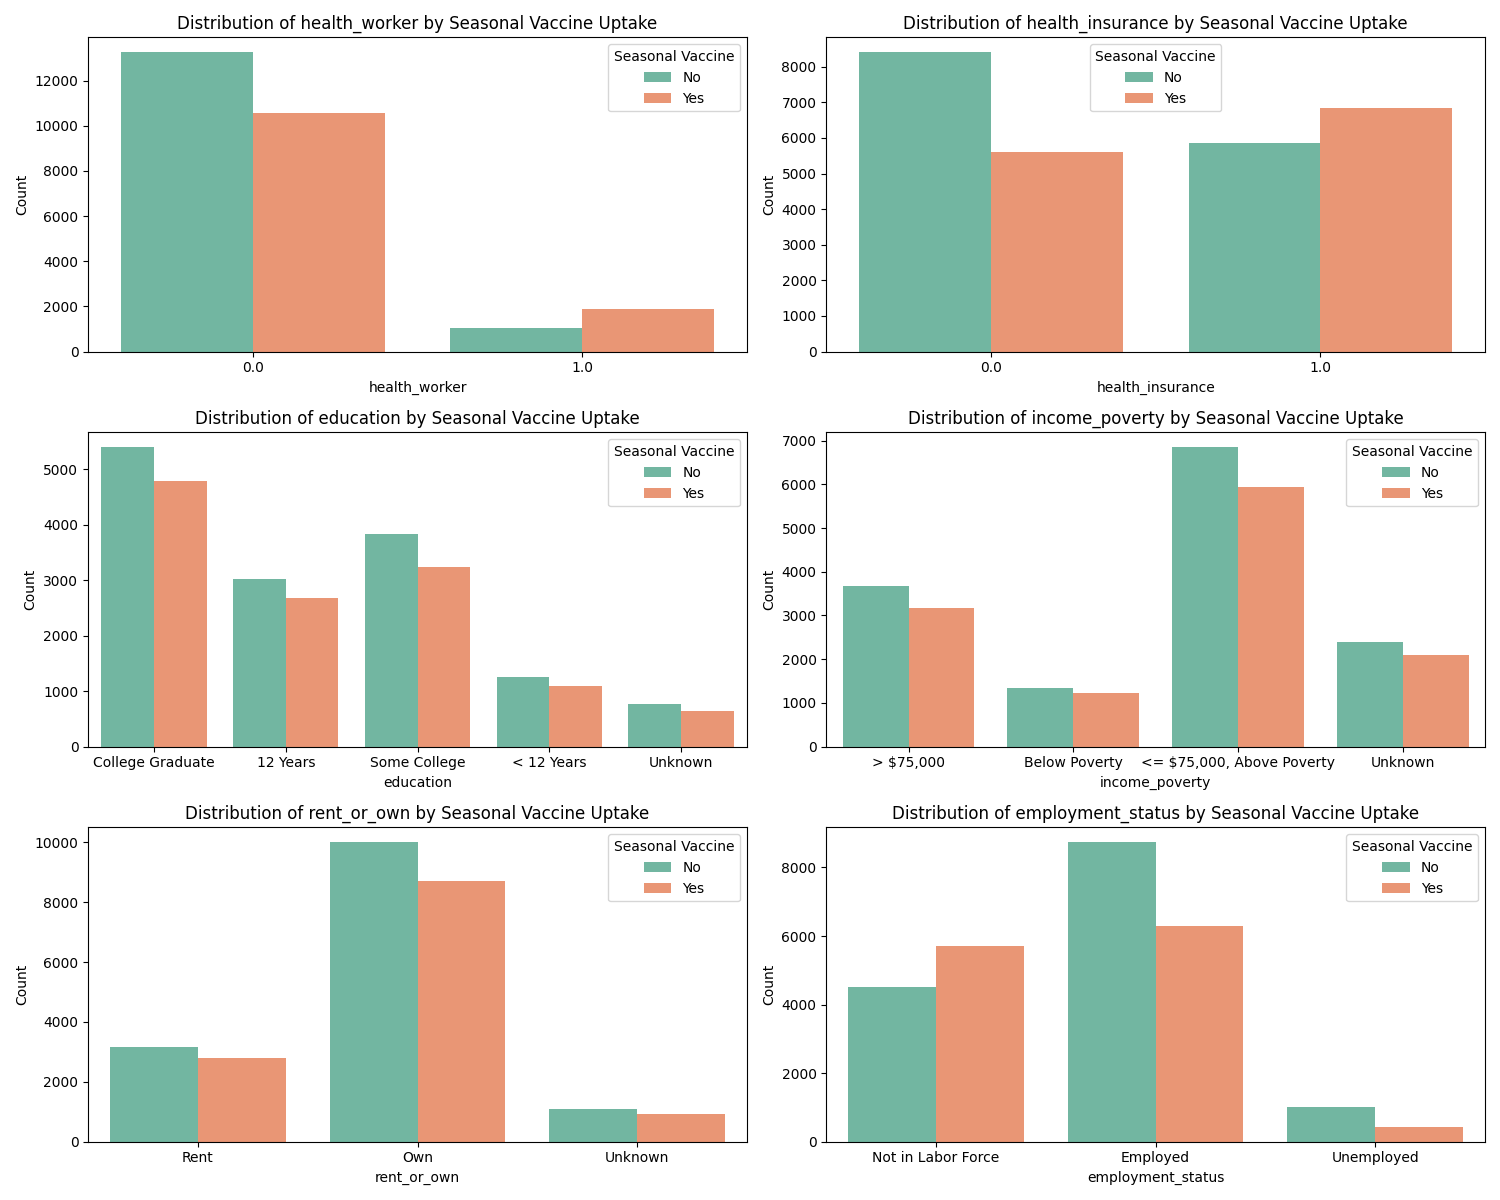 Distribution of health_worker by Seasonal Vaccine Uptake
Seasonal Vaccine
No
Yes
12000
10000
8000
6000
4000
2000
0
Count
0.0 1.0
health_worker
Distribution of health_insurance by Seasonal Vaccine Uptake
Seasonal Vaccine
No
Yes
8000
7000
6000
5000
4000
3000
2000
1000
0
Count
0.0 1.0
health_insurance
Distribution of education by Seasonal Vaccine Uptake
Seasonal Vaccine
No
Yes
5000
4000
3000
2000
1000
0
Count
College Graduate 12 Years Some College < 12 Years Unknown
education
Distribution of income_poverty by Seasonal Vaccine Uptake
Seasonal Vaccine
No
Yes
7000
6000
5000
4000
3000
2000
1000
0
Count
> $75,000 Below Poverty <= $75,000, Above Poverty Unknown
income_poverty
Distribution of rent_or_own by Seasonal Vaccine Uptake
Seasonal Vaccine
No
Yes
10000
8000
6000
4000
2000
0
Count
Rent Own Unknown
rent_or_own
Distribution of employment_status by Seasonal Vaccine Uptake
Seasonal Vaccine
No
Yes
8000
6000
4000
2000
0
Count
Not in Labor Force Employed Unemployed
employment_status